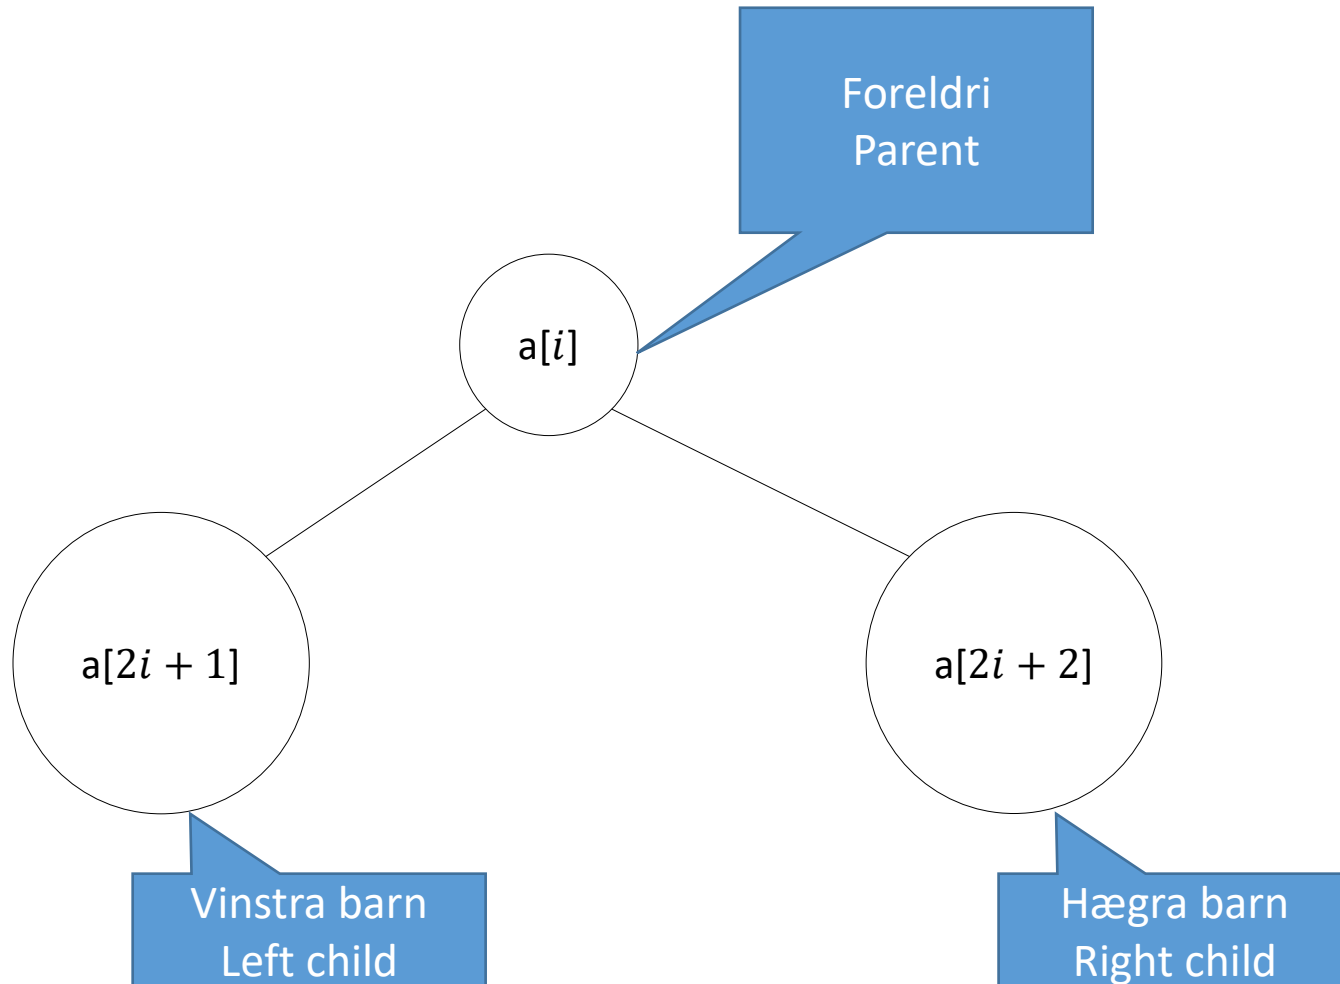 Foreldri
Parent
a[i]
a[2i + 1]
a[2i + 2]
Vinstra barn
Left child
Hægra barn
Right child